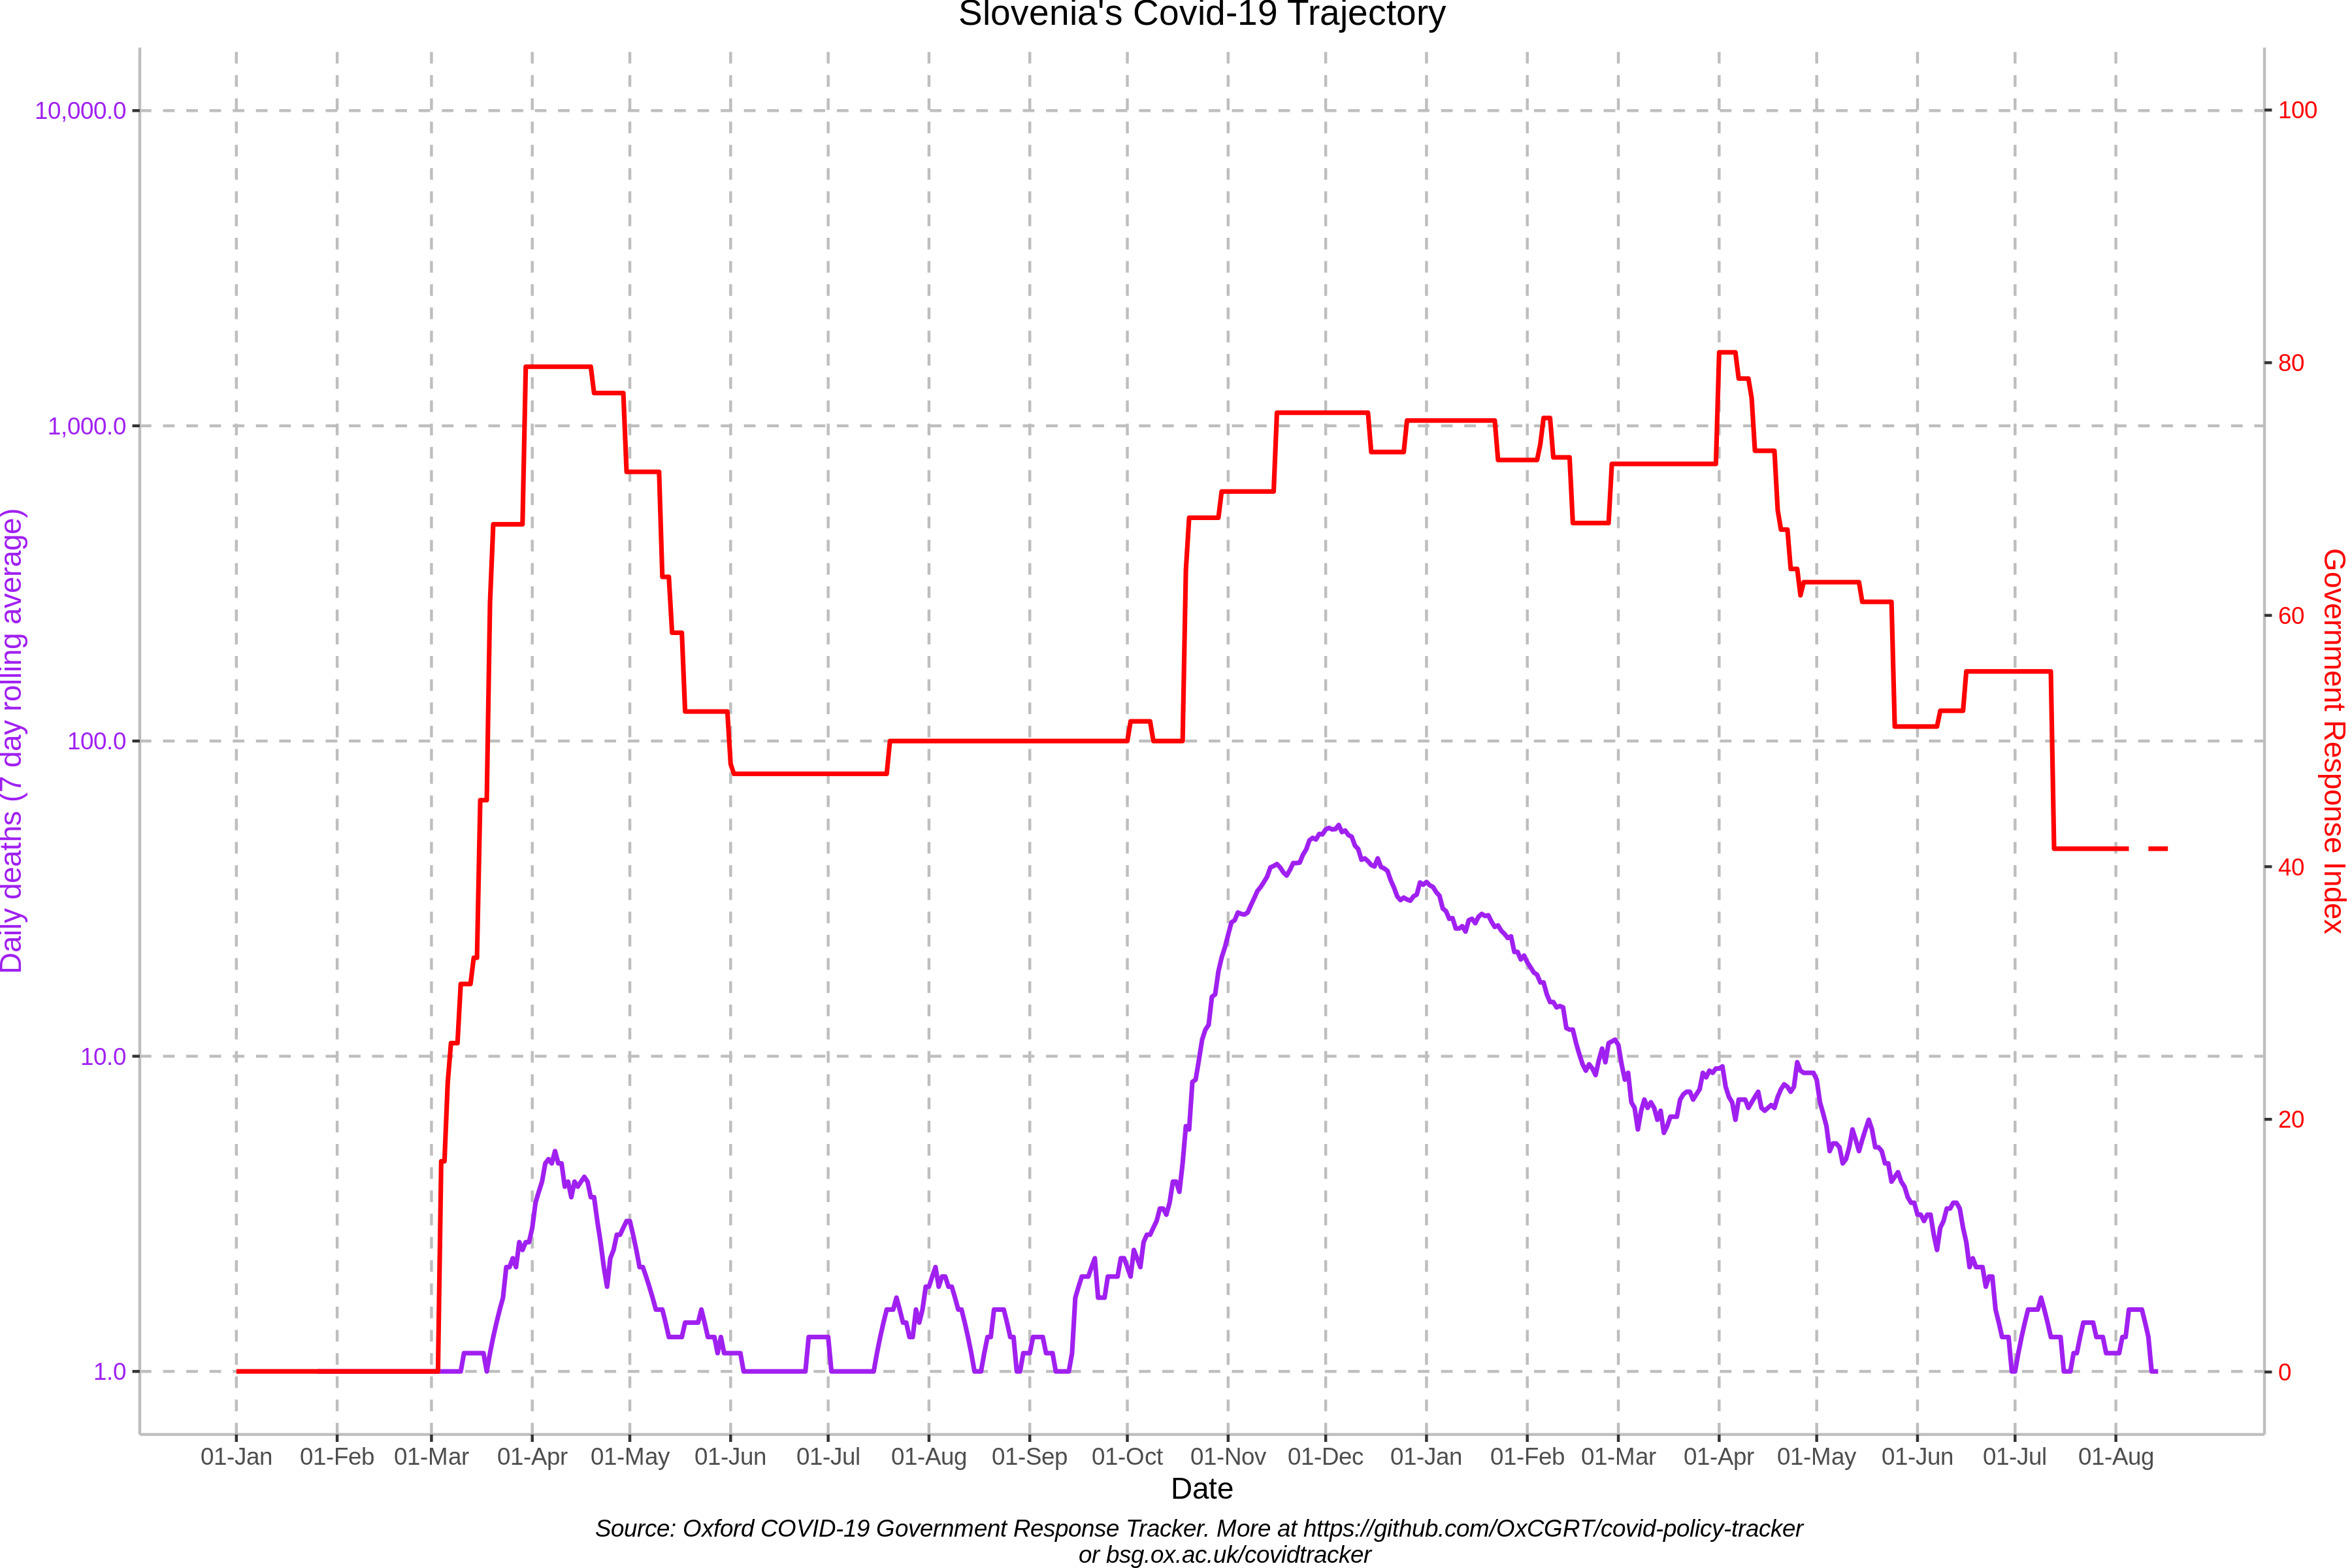 Slovenia's Covid-19 Trajectory
10,000.0
1,000.0
100.0
10.0
1.0
Daily deaths (7 day rolling average)
100
80
60
40
20
0
Government Response Index
01-Jan 01-Feb 01-Mar 01-Apr 01-May 01-Jun 01-Jul 01-Aug 01-Sep 01-Oct 01-Nov 01-Dec 01-Jan 01-Feb 01-Mar 01-Apr 01-May 01-Jun 01-Jul 01-Aug
Date
Source: Oxford COVID-19 Government Response Tracker. More at https://github.com/OxCGRT/covid-policy-tracker
or bsg.ox.ac.uk/covidtracker